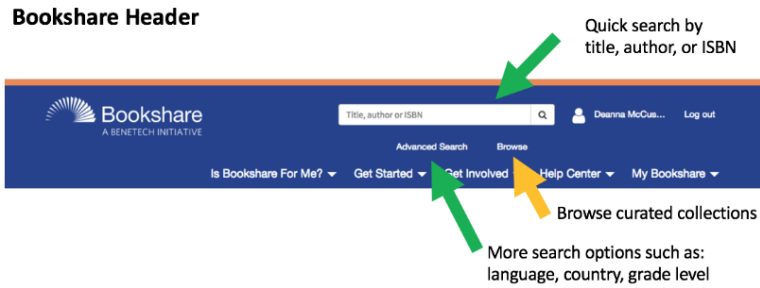 Bookshare Header
Quick search by
title, author, or ISBN
Bookshare
A BENETECH INITIATIVE
Title, author or ISBN
Deanna McCus... Log out
Advanced Search Browse
Is Bookshare For Me? Get Started Get Involved Help Center My Bookshare
Browse curated collections
More search options such as:
language, country, grade level